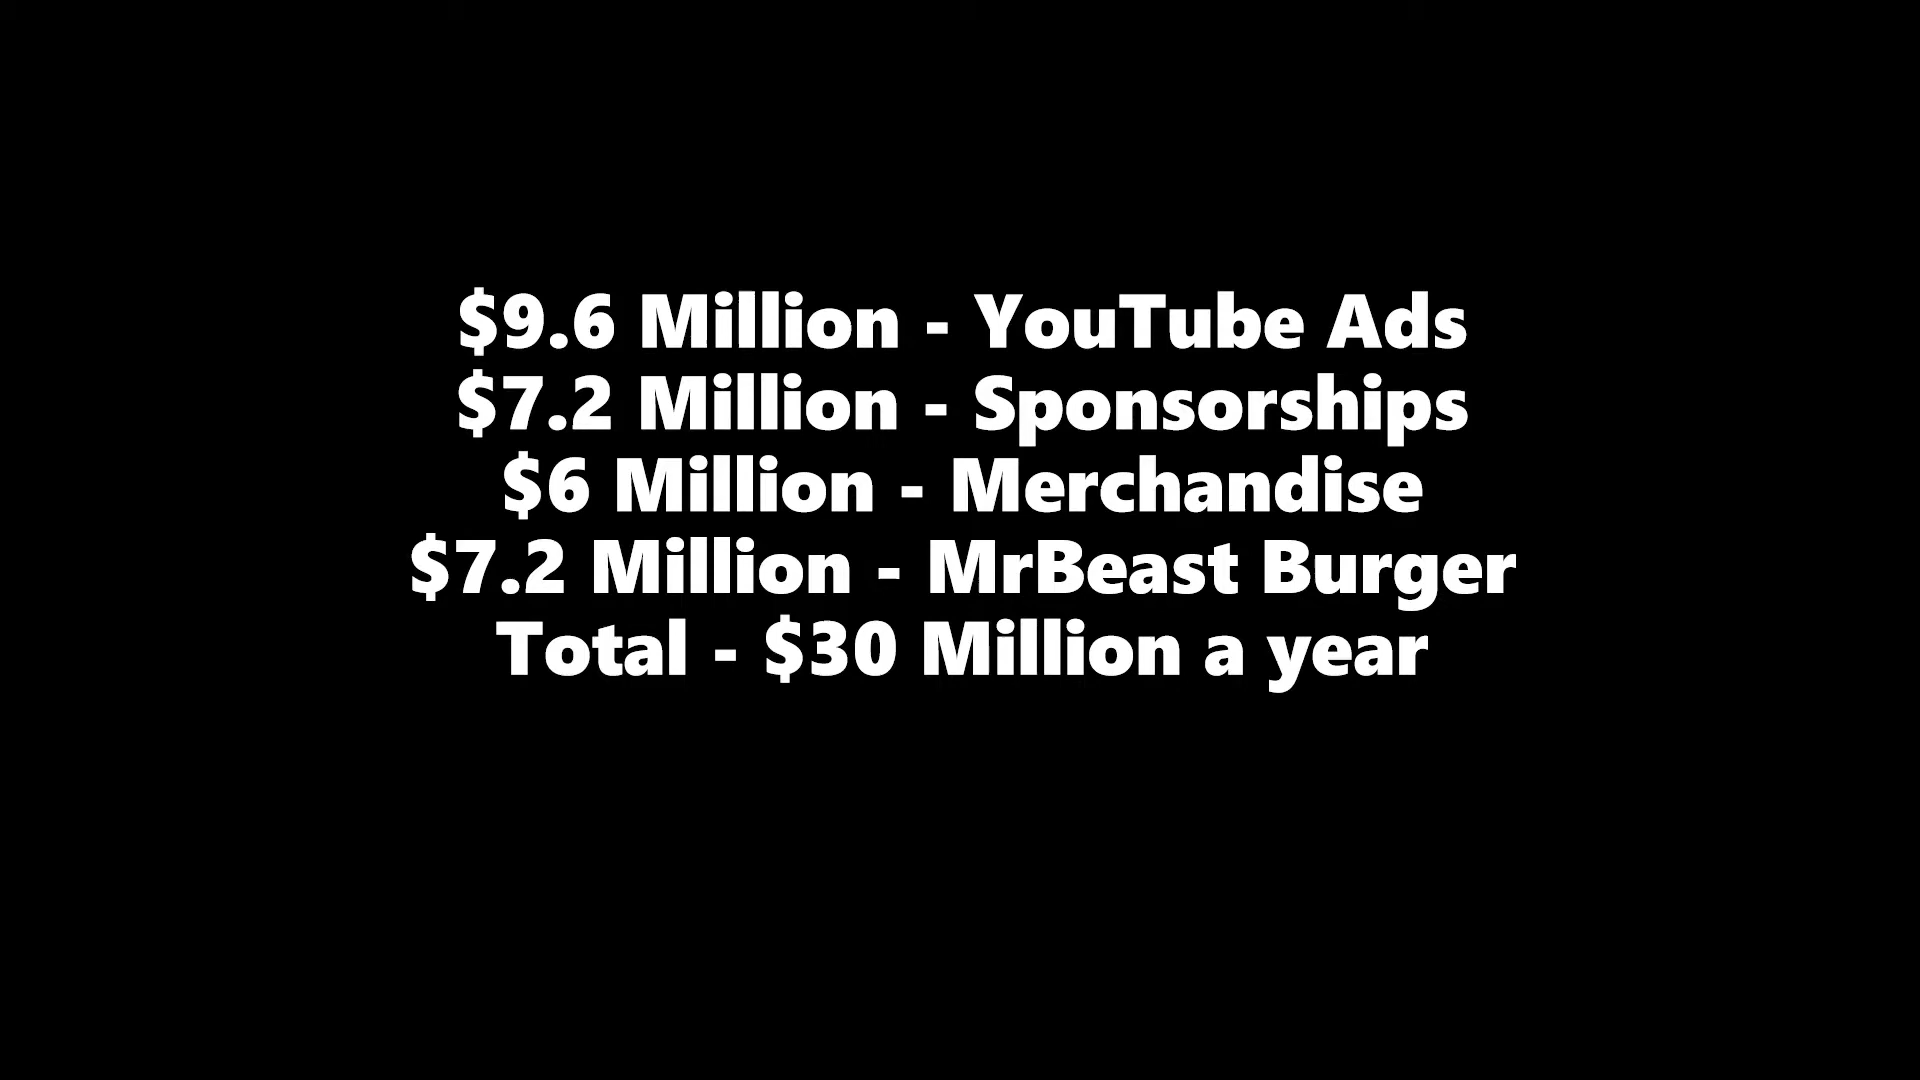 $9.6 Million - YouTube Ads
$7.2 Million - Sponsorships
$6 Million - Merchandise
$7.2 Million - MrBeast Burger
Total - $30 Million a year